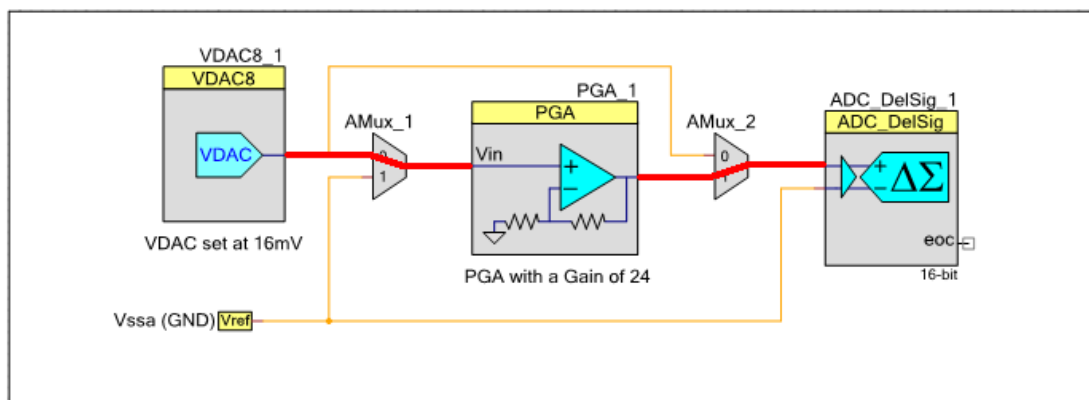 VDAC8_1
VDAC8
VDAC
VDAC set at 16mV
AMux_1
0
1
PGA_1
PGA
Vin
+
−
PGA with a Gain of 24
AMux_2
0
1
ADC_DelSig_1
ADC_DelSig
+
−
ΔΣ
eoc
16-bit
Vssa (GND) Vref